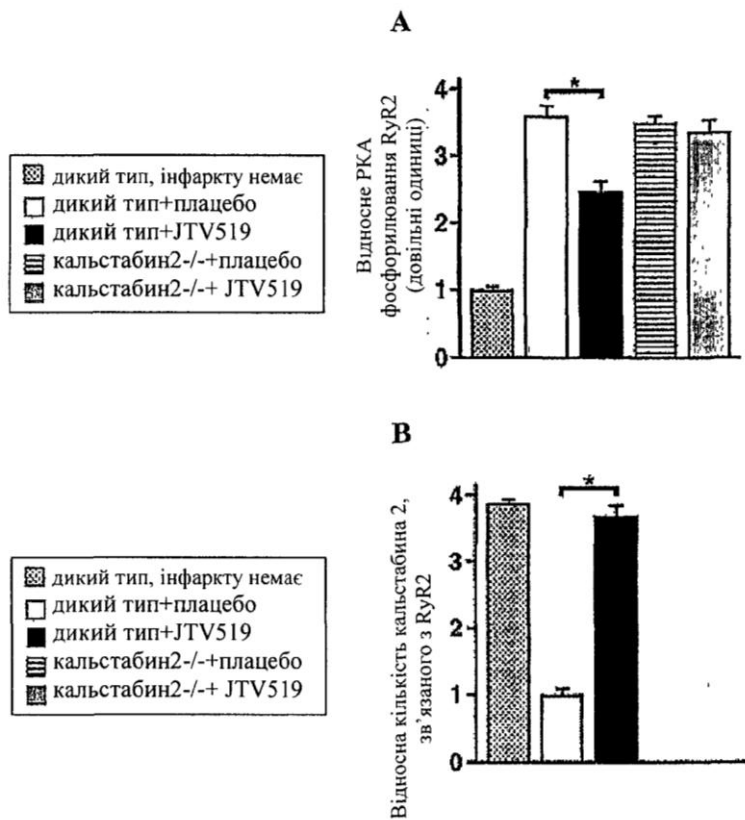 A
дикий тип, інфаркту немає
дикий тип+плацебо
дикий тип+JTV519
кальстабин2-/-+плацебо
кальстабин2-/-+ JTV519
Відносне PKA
фосфорилювання RyR2
(довільні одиниці)
4
3
2
1
0
*
B
дикий тип, інфаркту немає
дикий тип+плацебо
дикий тип+JTV519
кальстабин2-/-+плацебо
кальстабин2-/-+ JTV519
Відносна кількість кальстабина 2,
зв’язаного з RyR2
4
3
2
1
0
*